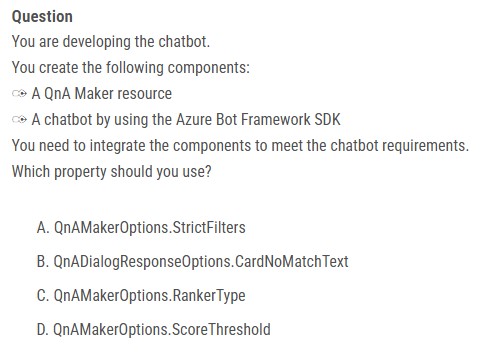 Question
You are developing the chatbot.
You create the following components:
A QnA Maker resource
A chatbot by using the Azure Bot Framework SDK
You need to integrate the components to meet the chatbot requirements.
Which property should you use?
A. QnAMakerOptions.StrictFilters
B. QnADialogResponseOptions.CardNoMatchText
C. QnAMakerOptions.RankerType
D. QnAMakerOptions.ScoreThreshold